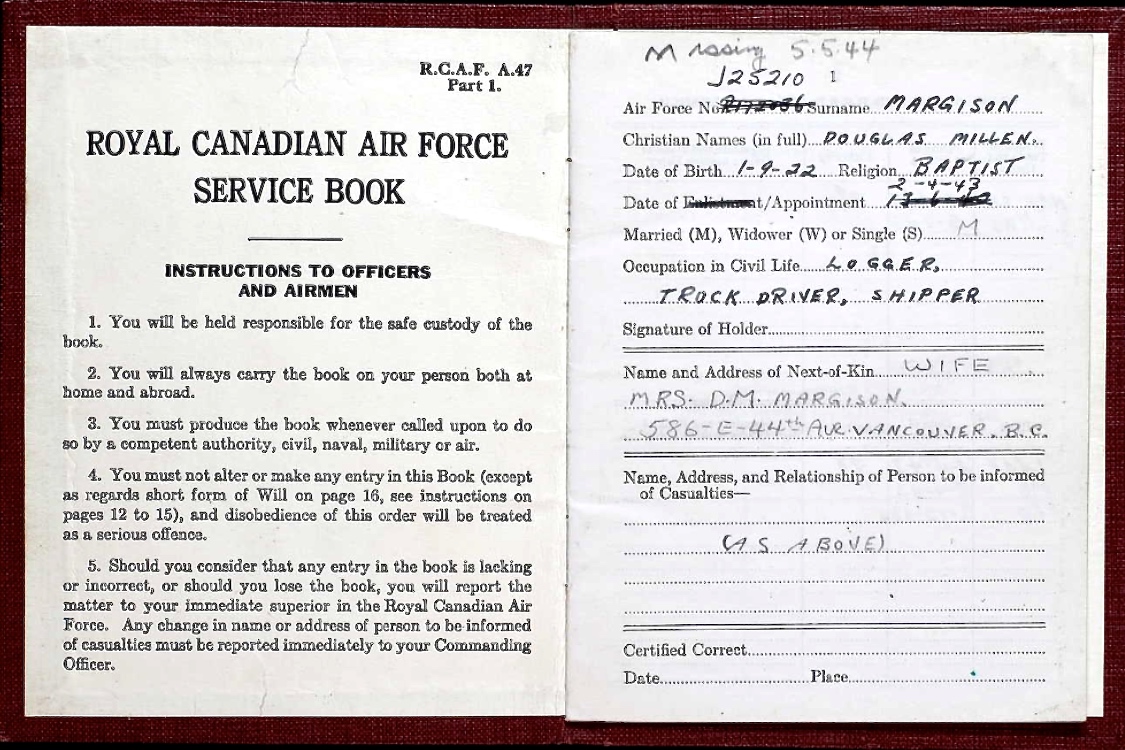 R.C.A.F. A.47
Part 1.
ROYAL CANADIAN AIR FORCE
SERVICE BOOK
INSTRUCTIONS TO OFFICERS
AND AIRMEN
1. You will be held responsible for the safe custody of the
book.
2. You will always carry the book on your person both at
home and abroad.
3. You must produce the book whenever called upon to do
so by a competent authority, civil, naval, military or air.
4. You must not alter or make any entry in this Book (except
as regards short form of Will on page 16, see instructions on
pages 12 to 15), and disobedience of this order will be treated
as a serious offence.
5. Should you consider that any entry in the book is lacking
or incorrect, or should you lose the book, you will report the
matter to your immediate superior in the Royal Canadian Air
Force. Any change in name or address of person to be informed
of casualties must be reported immediately to your Commanding
Officer.
Missing 5.5.44
J25210 1
Air Force No. Surname MARGISON
Christian Names (in full) DOUGLAS MILLEN.
Date of Birth 1-9-22 Religion BAPTIST
2-4-43
Date of Enlistment/Appointment
Married (M), Widower (W) or Single (S) M
Occupation in Civil Life LOGGER,
TRUCK DRIVER, SHIPPER
Signature of Holder
Name and Address of Next-of-Kin WIFE
MRS. D.M. MARGISON.
586-E-44th AVE VANCOUVER. B.C.
Name, Address, and Relationship of Person to be informed
of Casualties—
(AS ABOVE)
Certified Correct
Date Place